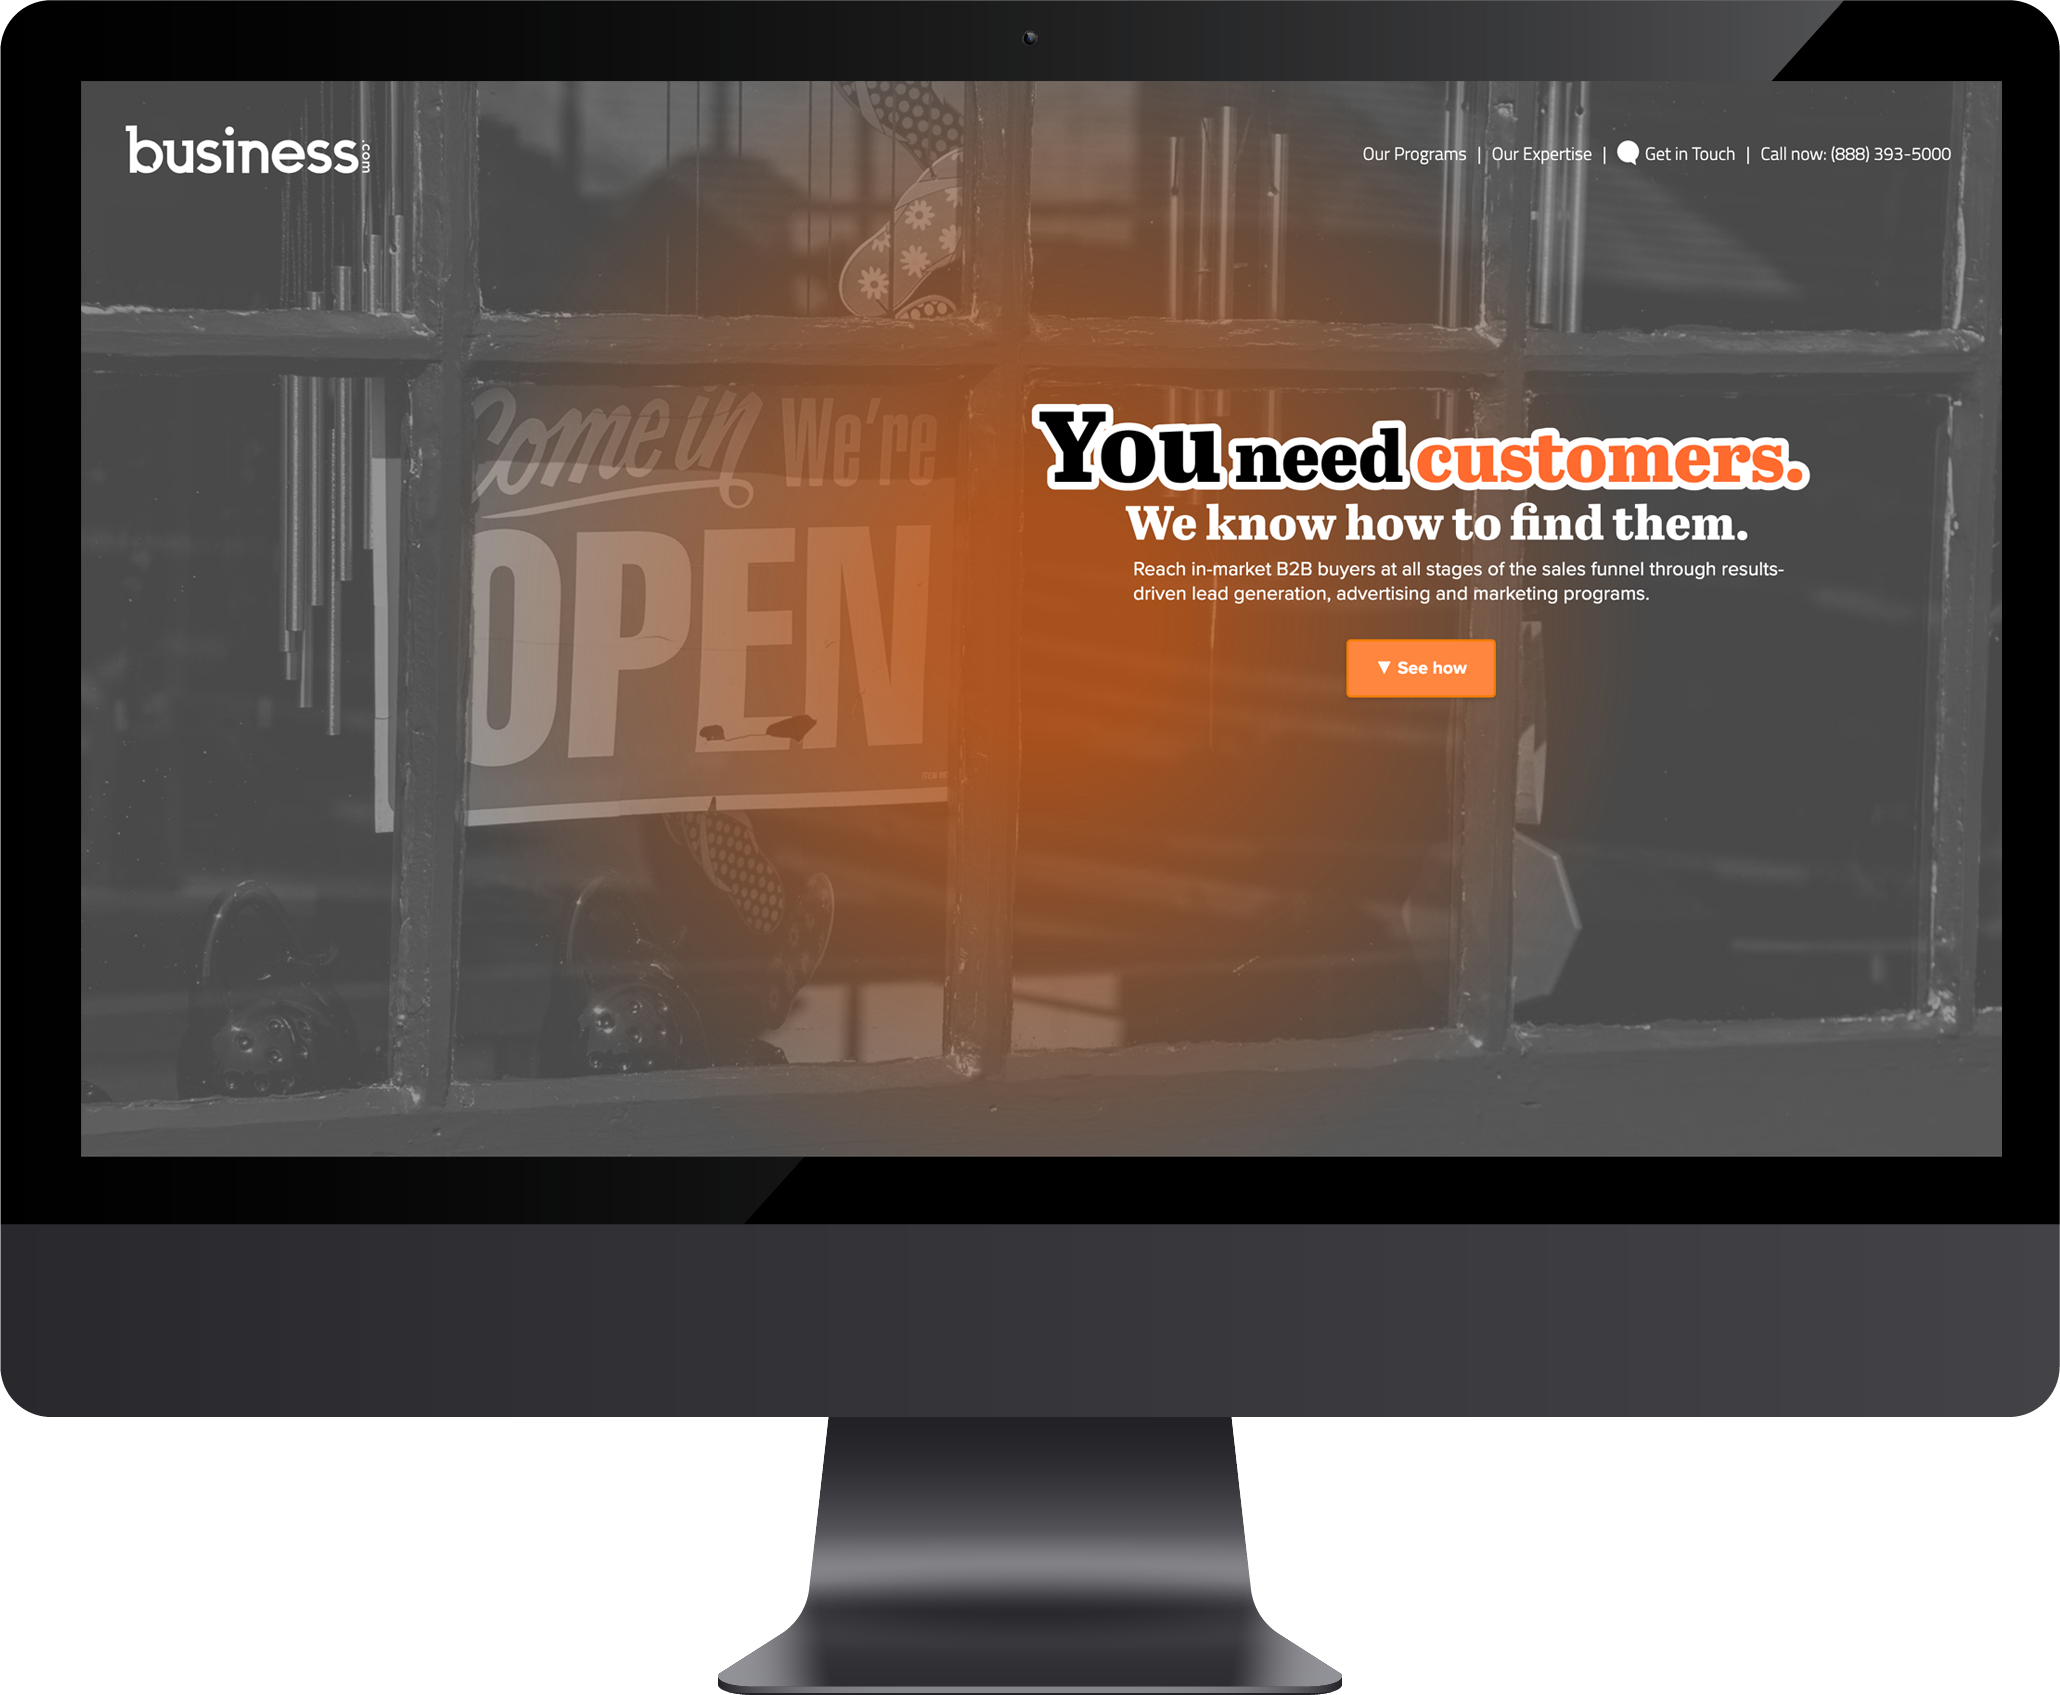 business.com
Our Programs | Our Expertise | Get in Touch | Call now: (888) 393-5000
Come in We're
OPEN
You need customers.
We know how to find them.
Reach in-market B2B buyers at all stages of the sales funnel through results-
driven lead generation, advertising and marketing programs.
▼ See how